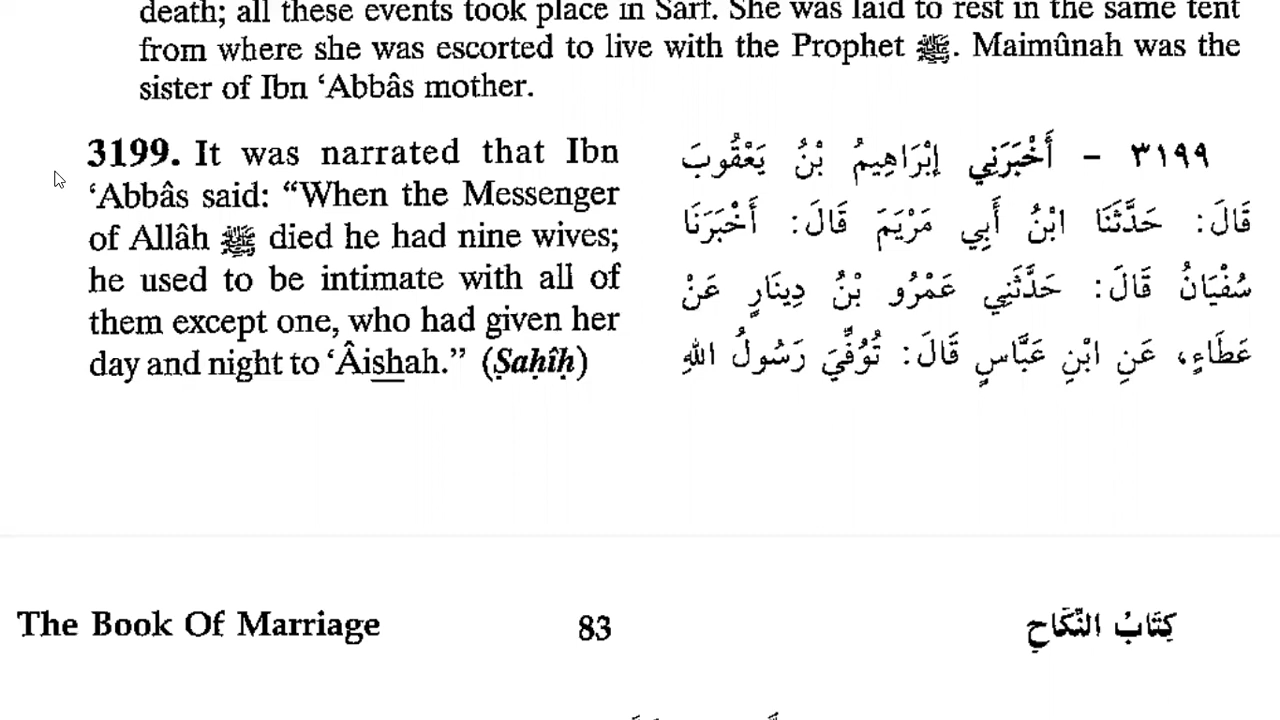 death; all these events took place in Sarf. She was laid to rest in the same tent
from where she was escorted to live with the Prophet ﷺ. Maimûnah was the
sister of Ibn ‘Abbâs mother.
3199. It was narrated that Ibn
‘Abbâs said: “When the Messenger
of Allâh ﷺ died he had nine wives;
he used to be intimate with all of
them except one, who had given her
day and night to ‘Âishah.” (Ṣaḥîḥ)
٣١٩٩ – أَخْبَرَنِي إِبْرَاهِيمُ بْنُ يَعْقُوبَ
قَالَ: حَدَّثَنَا ابْنُ أَبِي مَرْيَمَ قَالَ: أَخْبَرَنَا
سُفْيَانُ قَالَ: حَدَّثَنِي عَمْرُو بْنُ دِينَارٍ عَنْ
عَطَاءٍ، عَنِ ابْنِ عَبَّاسٍ قَالَ: تُوُفِّيَ رَسُولُ اللهِ
The Book Of Marriage
83
كِتَابُ النِّكَاحِ